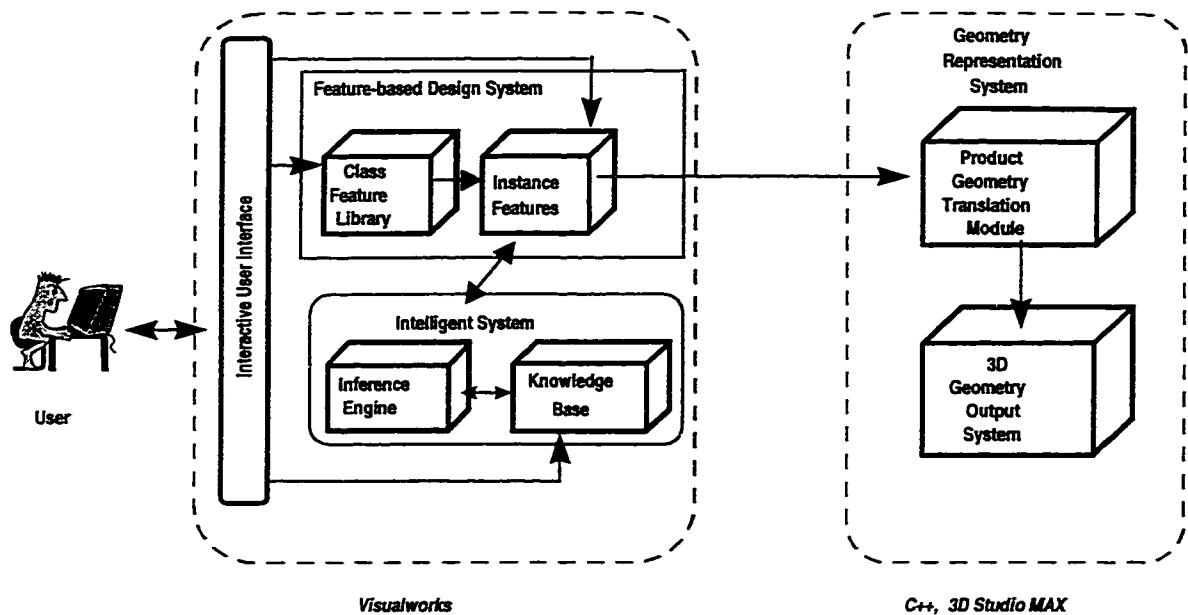 Geometry
Representation
System
Feature-based Design System
Class
Feature
Library
Instance
Features
Product
Geometry
Translation
Module
Interactive User Interface
Intelligent System
Inference
Engine
Knowledge
Base
3D
Geometry
Output
System
User
Visualworks
C++, 3D Studio MAX